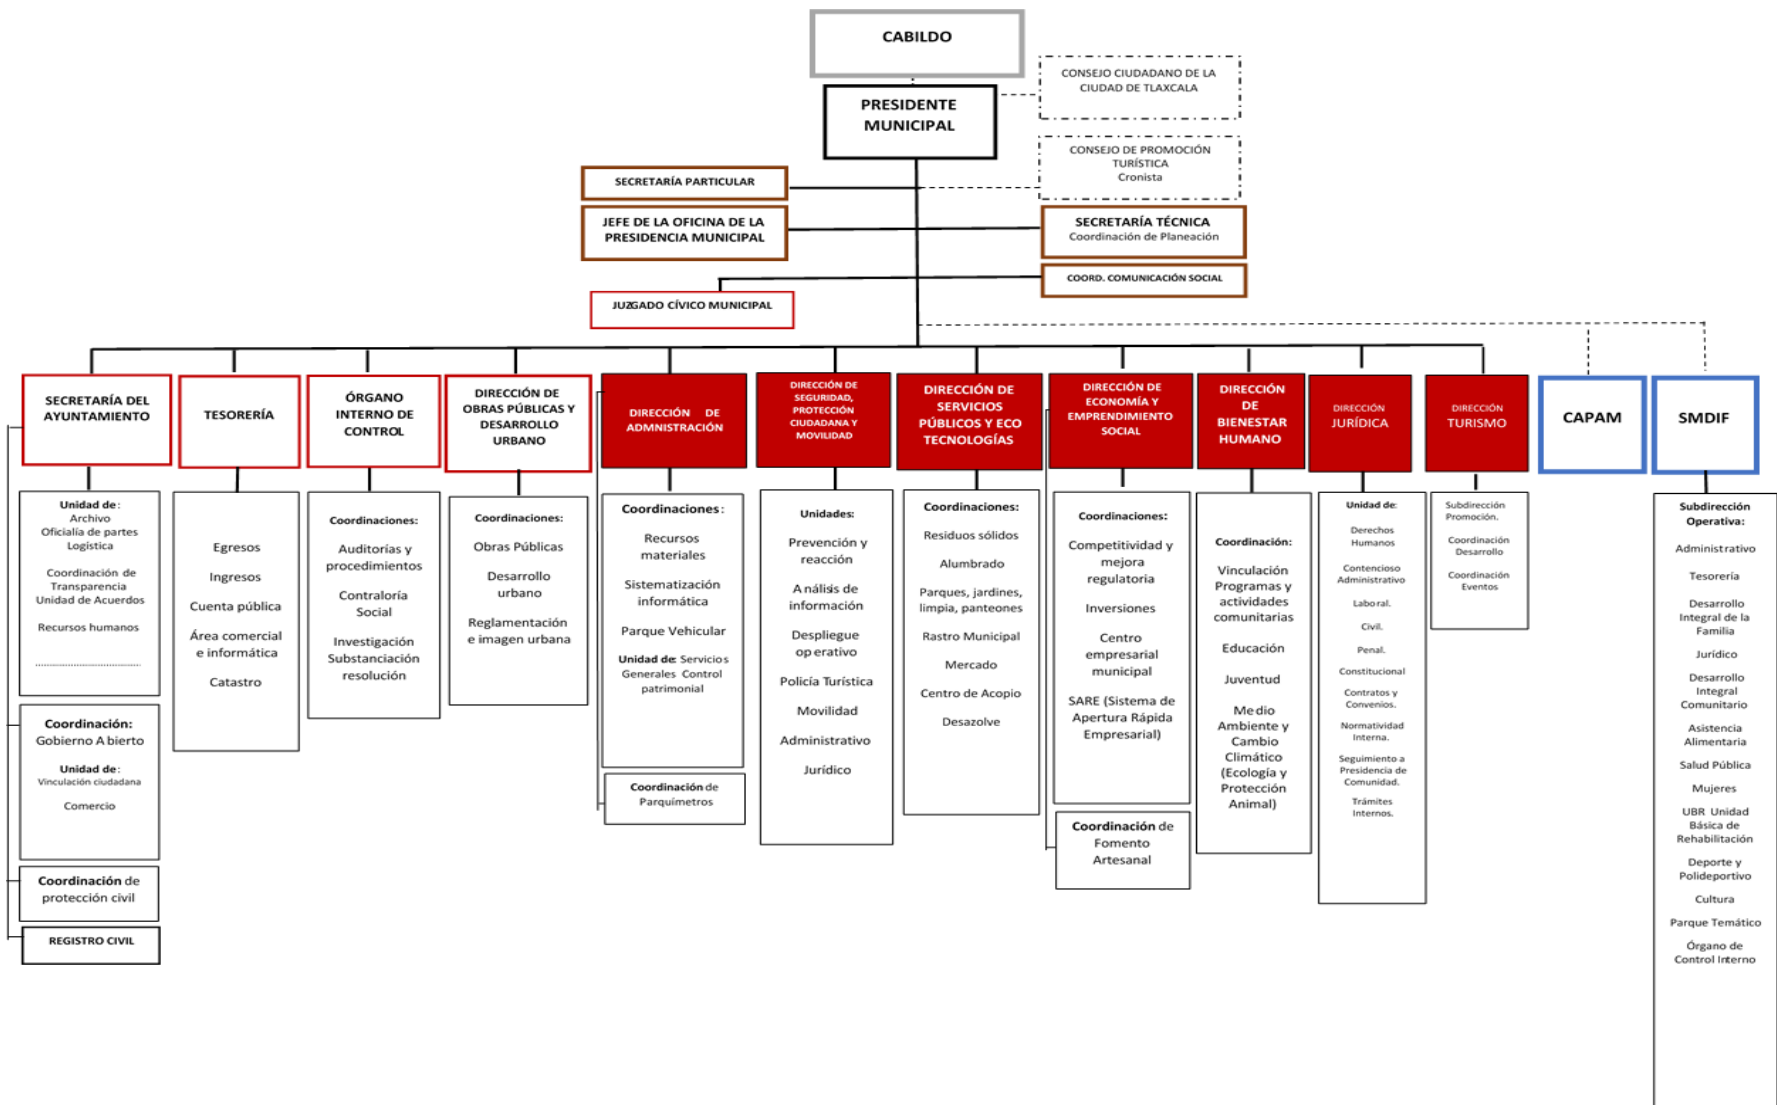 CABILDO
CONSEJO CIUDADANO DE LA
CIUDAD DE TLAXCALA
PRESIDENTE
MUNICIPAL
CONSEJO DE PROMOCIÓN
TURÍSTICA
Cronista
SECRETARÍA PARTICULAR
JEFE DE LA OFICINA DE LA
PRESIDENCIA MUNICIPAL
SECRETARÍA TÉCNICA
Coordinación de Planeación
COORD. COMUNICACIÓN SOCIAL
JUZGADO CÍVICO MUNICIPAL
SECRETARÍA DEL
AYUNTAMIENTO
TESORERÍA
ÓRGANO
INTERNO DE
CONTROL
DIRECCIÓN DE
OBRAS PÚBLICAS Y
DESARROLLO
URBANO
DIRECCIÓN DE
ADMNISTRACIÓN
DIRECCIÓN DE
SEGURIDAD,
PROTECCIÓN
CIUDADANA Y
MOVILIDAD
DIRECCIÓN DE
SERVICIOS
PÚBLICOS Y ECO
TECNOLOGÍAS
DIRECCIÓN DE
ECONOMÍA Y
EMPRENDIMIENTO
SOCIAL
DIRECCIÓN
DE
BIENESTAR
HUMANO
DIRECCIÓN
JURÍDICA
DIRECCIÓN
TURISMO
CAPAM
SMDIF
Unidad de:
Archivo
Oficialía de partes
Logística
Coordinación de
Transparencia
Unidad de Acuerdos
Recursos humanos
Coordinación:
Gobierno Abierto
Unidad de:
Vinculación ciudadana
Comercio
Coordinación de
protección civil
REGISTRO CIVIL
Egresos
Ingresos
Cuenta pública
Área comercial
e informática
Catastro
Coordinaciones:
Auditorías y
procedimientos
Contraloría
Social
Investigación
Substanciación
resolución
Coordinaciones:
Obras Públicas
Desarrollo
urbano
Reglamentación
e imagen urbana
Coordinaciones:
Recursos
materiales
Sistematización
informática
Parque Vehicular
Unidad de: Servicios
Generales Control
patrimonial
Coordinación de
Parquímetros
Unidades:
Prevención y
reacción
Análisis de
información
Despliegue
operativo
Policía Turística
Movilidad
Administrativo
Jurídico
Coordinaciones:
Residuos sólidos
Alumbrado
Parques, jardines,
limpia, panteones
Rastro Municipal
Mercado
Centro de Acopio
Desazolve
Coordinaciones:
Competitividad y
mejora
regulatoria
Inversiones
Centro
empresarial
municipal
SARE (Sistema de
Apertura Rápida
Empresarial)
Coordinación de
Fomento
Artesanal
Coordinación:
Vinculación
Programas y
actividades
comunitarias
Educación
Juventud
Medio
Ambiente y
Cambio
Climático
(Ecología y
Protección
Animal)
Unidad de:
Derechos
Humanos
Contencioso
Administrativo
Laboral.
Civil.
Penal.
Constitucional
Contratos y
Convenios.
Normatividad
Interna.
Seguimiento a
Presidencia de
Comunidad.
Trámites
Internos.
Subdirección
Promoción.
Coordinación
Desarrollo
Coordinación
Eventos
Subdirección
Operativa:
Administrativo
Tesorería
Desarrollo
Integral de la
Familia
Jurídico
Desarrollo
Integral
Comunitario
Asistencia
Alimentaria
Salud Pública
Mujeres
UBR Unidad
Básica de
Rehabilitación
Deporte y
Polideportivo
Cultura
Parque Temático
Órgano de
Control Interno